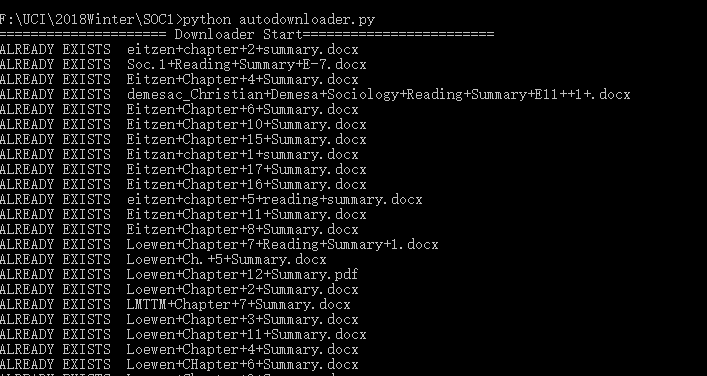 F:\UCI\2018Winter\SOC1>python autodownloader.py
===================== Downloader Start========================
ALREADY EXISTS  eitzen+chapter+2+summary.docx
ALREADY EXISTS  Soc.1+Reading+Summary+E-7.docx
ALREADY EXISTS  Eitzen+Chapter+4+Summary.docx
ALREADY EXISTS  demesac_Christian+Demesa+Sociology+Reading+Summary+E11++1+.docx
ALREADY EXISTS  Eitzen+Chapter+6+Summary.docx
ALREADY EXISTS  Eitzen+Chapter+10+Summary.docx
ALREADY EXISTS  Eitzen+Chapter+15+Summary.docx
ALREADY EXISTS  Eitzan+chapter+1+summary.docx
ALREADY EXISTS  Eitzen+Chapter+17+Summary.docx
ALREADY EXISTS  Eitzen+Chapter+16+Summary.docx
ALREADY EXISTS  eitzen+chapter+5+reading+summary.docx
ALREADY EXISTS  Eitzen+Chapter+11+Summary.docx
ALREADY EXISTS  Eitzen+Chapter+8+Summary.docx
ALREADY EXISTS  Loewen+Chapter+7+Reading+Summary+1.docx
ALREADY EXISTS  Loewen+Ch.+5+Summary.docx
ALREADY EXISTS  Loewen+Chapter+12+Summary.pdf
ALREADY EXISTS  Loewen+Chapter+2+Summary.docx
ALREADY EXISTS  LMTTM+Chapter+7+Summary.docx
ALREADY EXISTS  Loewen+Chapter+3+Summary.docx
ALREADY EXISTS  Loewen+Chapter+11+Summary.docx
ALREADY EXISTS  Loewen+Chapter+4+Summary.docx
ALREADY EXISTS  Loewen+CHapter+6+Summary.docx